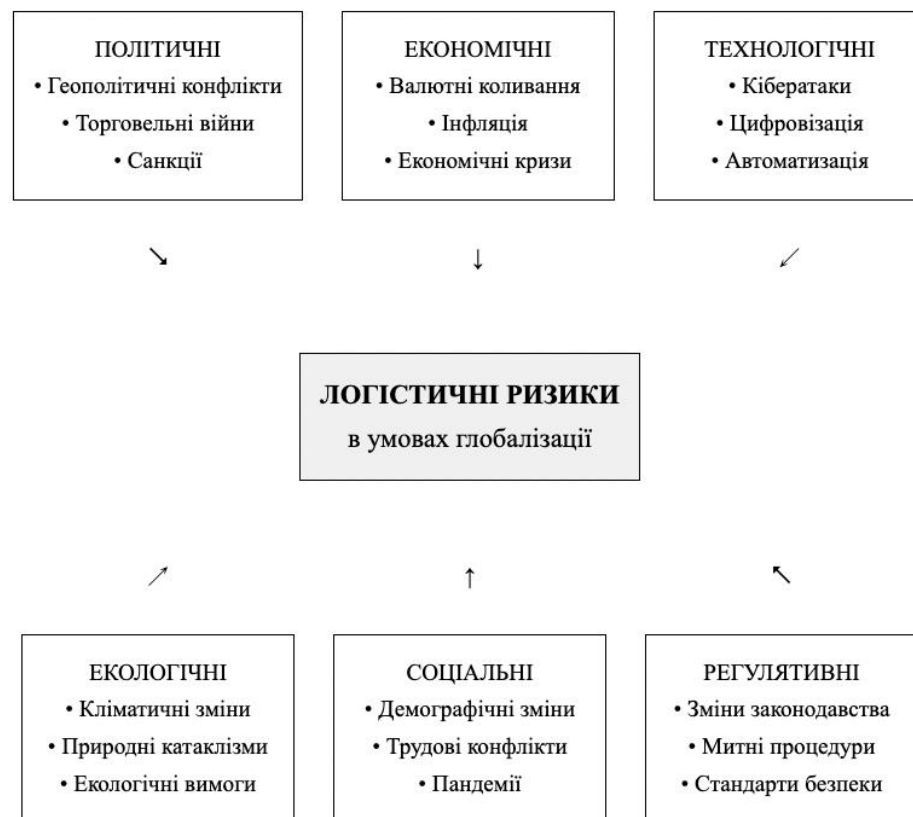 ПОЛІТИЧНІ
• Геополітичні конфлікти
• Торговельні війни
• Санкції
ЕКОНОМІЧНІ
• Валютні коливання
• Інфляція
• Економічні кризи
ТЕХНОЛОГІЧНІ
• Кібератаки
• Цифровізація
• Автоматизація
ЛОГІСТИЧНІ РИЗИКИ
в умовах глобалізації
ЕКОЛОГІЧНІ
• Кліматичні зміни
• Природні катаклізми
• Екологічні вимоги
СОЦІАЛЬНІ
• Демографічні зміни
• Трудові конфлікти
• Пандемії
РЕГУЛЯТИВНІ
• Зміни законодавства
• Митні процедури
• Стандарти безпеки